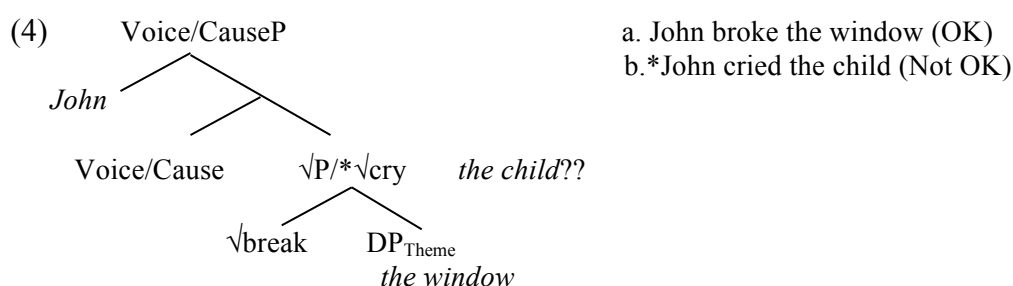 (4) Voice/CauseP a. John broke the window (OK)
b.*John cried the child (Not OK)
John
Voice/Cause √P/*√cry the child??
√break DPTheme
the window